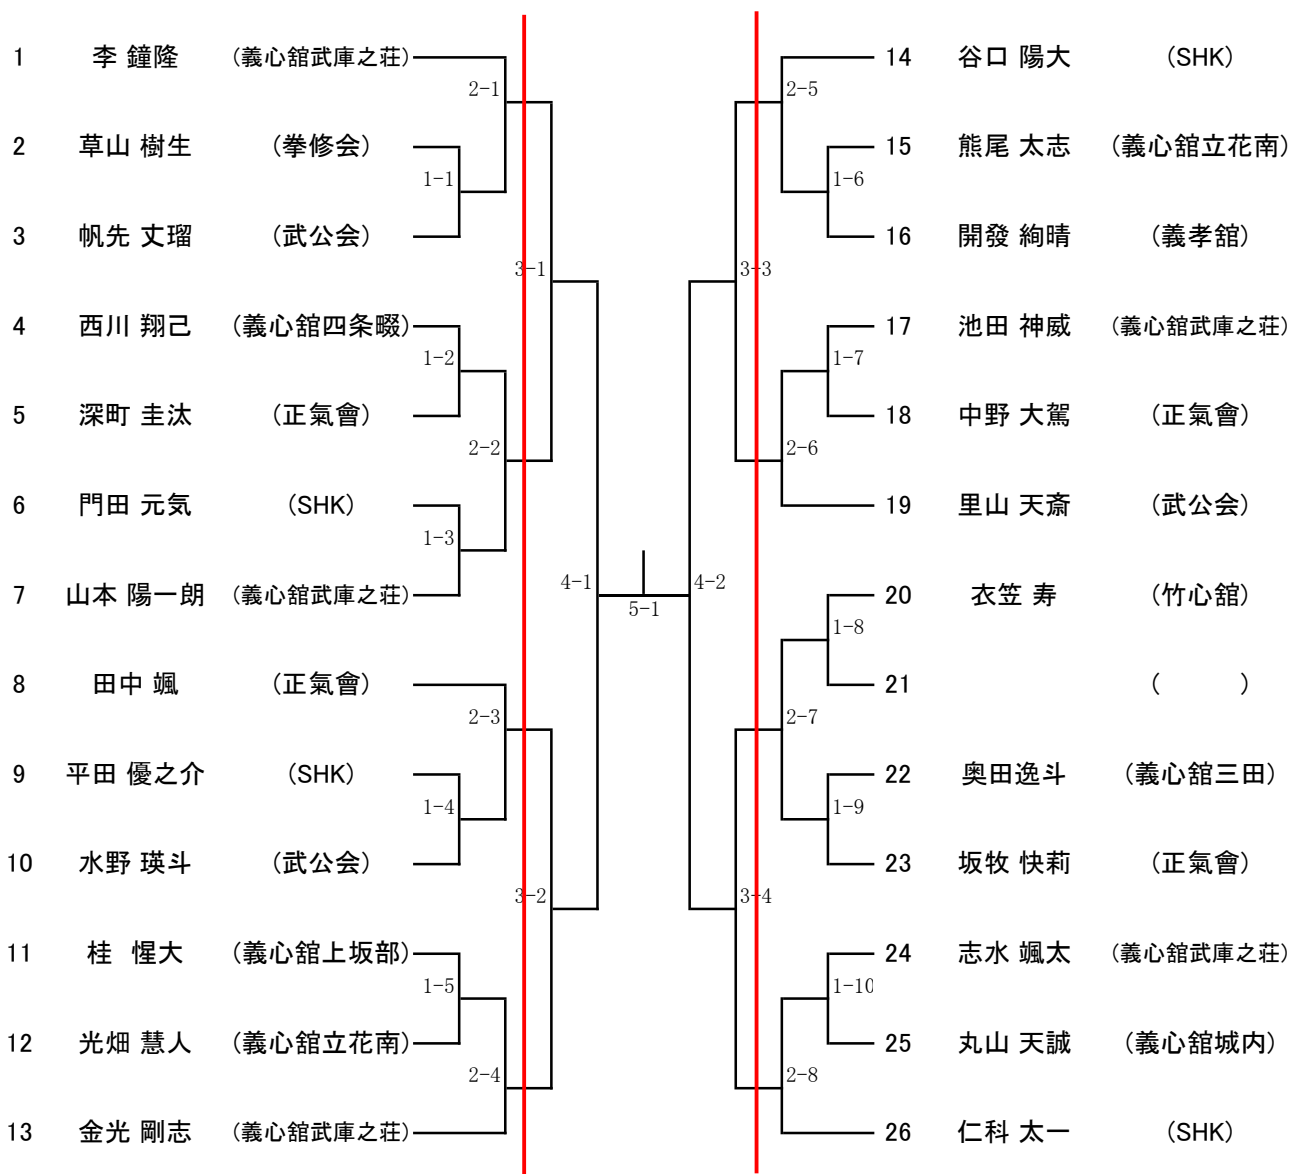 1 李 鐘隆 (義心舘武庫之荘)
2-1
2 草山 樹生 (拳修会)
1-1
3 帆先 丈瑠 (武公会)
3-1
4 西川 翔己 (義心舘四条畷)
1-2
5 深町 圭汰 (正氣會)
2-2
6 門田 元気 (SHK)
1-3
7 山本 陽一朗 (義心舘武庫之荘)
4-1
8 田中 颯 (正氣會)
2-3
9 平田 優之介 (SHK)
1-4
10 水野 瑛斗 (武公会)
3-2
11 桂 惺大 (義心舘上坂部)
1-5
12 光畑 慧人 (義心舘立花南)
2-4
13 金光 剛志 (義心舘武庫之荘)
5-1
14 谷口 陽大 (SHK)
2-5
15 熊尾 太志 (義心舘立花南)
1-6
16 開發 絢晴 (義孝舘)
3-3
17 池田 神威 (義心舘武庫之荘)
1-7
18 中野 大駕 (正氣會)
2-6
19 里山 天斎 (武公会)
4-2
20 衣笠 寿 (竹心舘)
1-8
21 (　　　)
2-7
22 奥田逸斗 (義心舘三田)
1-9
23 坂牧 快莉 (正氣會)
3-4
24 志水 颯太 (義心舘武庫之荘)
1-10
25 丸山 天誠 (義心舘城内)
2-8
26 仁科 太一 (SHK)